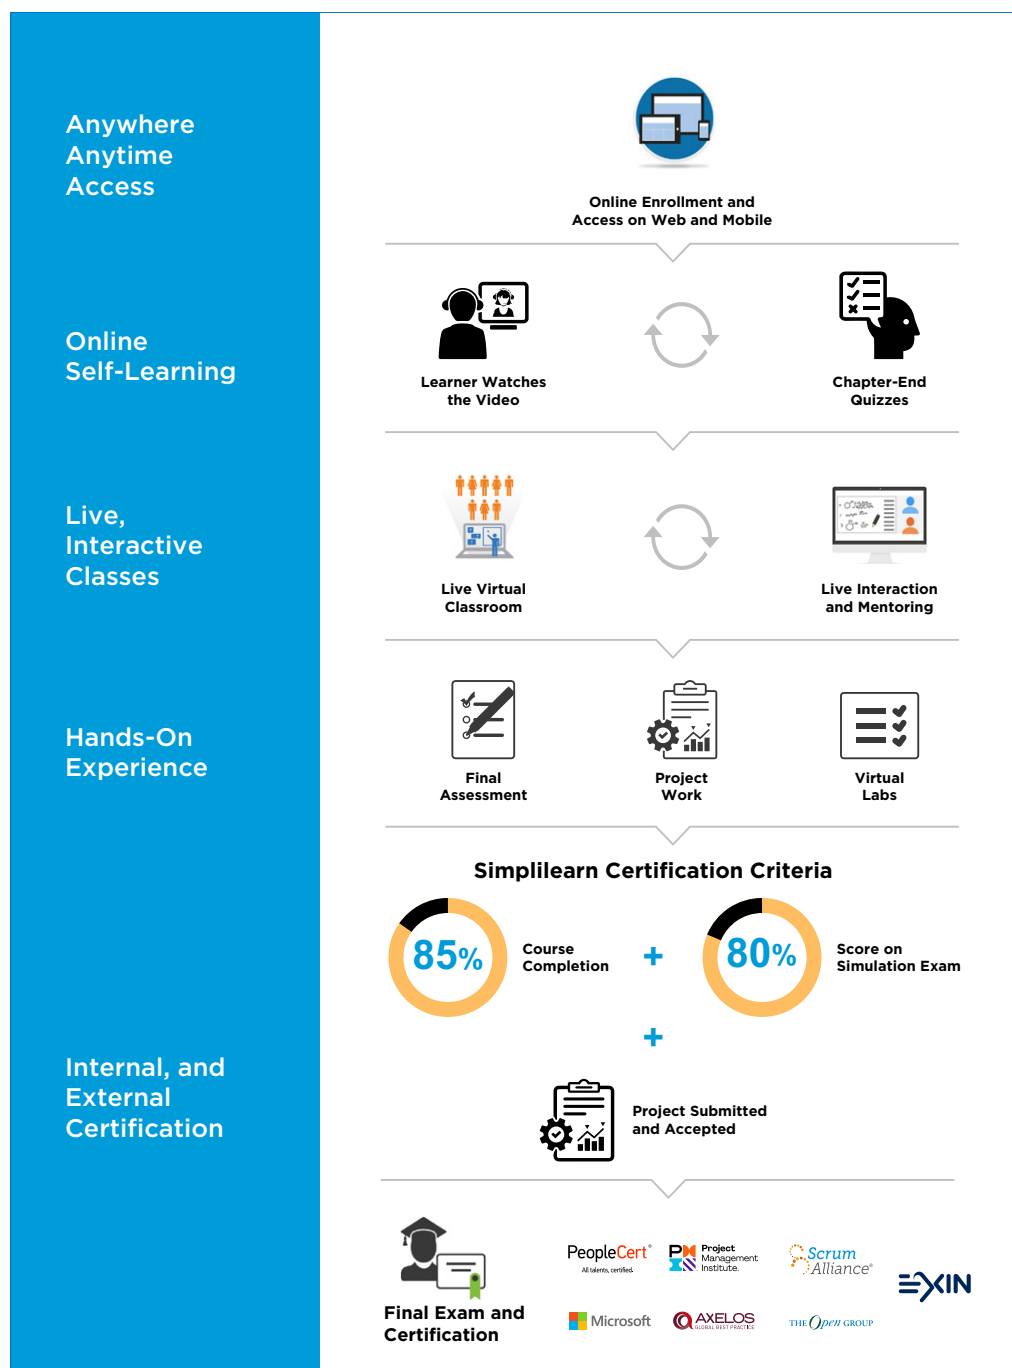 Anywhere
Anytime
Access
Online Enrollment and
Access on Web and Mobile
Online
Self-Learning
Learner Watches
the Video
Chapter-End
Quizzes
Live,
Interactive
Classes
Live Virtual
Classroom
Live Interaction
and Mentoring
Hands-On
Experience
Final
Assessment
Project
Work
Virtual
Labs
Internal, and
External
Certification
Simplilearn Certification Criteria
85%
Course
Completion
+
80%
Score on
Simulation Exam
+
Project Submitted
and Accepted
Final Exam and
Certification
PeopleCert®
All talents, certified.
Project
Management
Institute.
Scrum
Alliance®
EXIN
Microsoft
AXELOS
GLOBAL BEST PRACTICE
THE Open GROUP